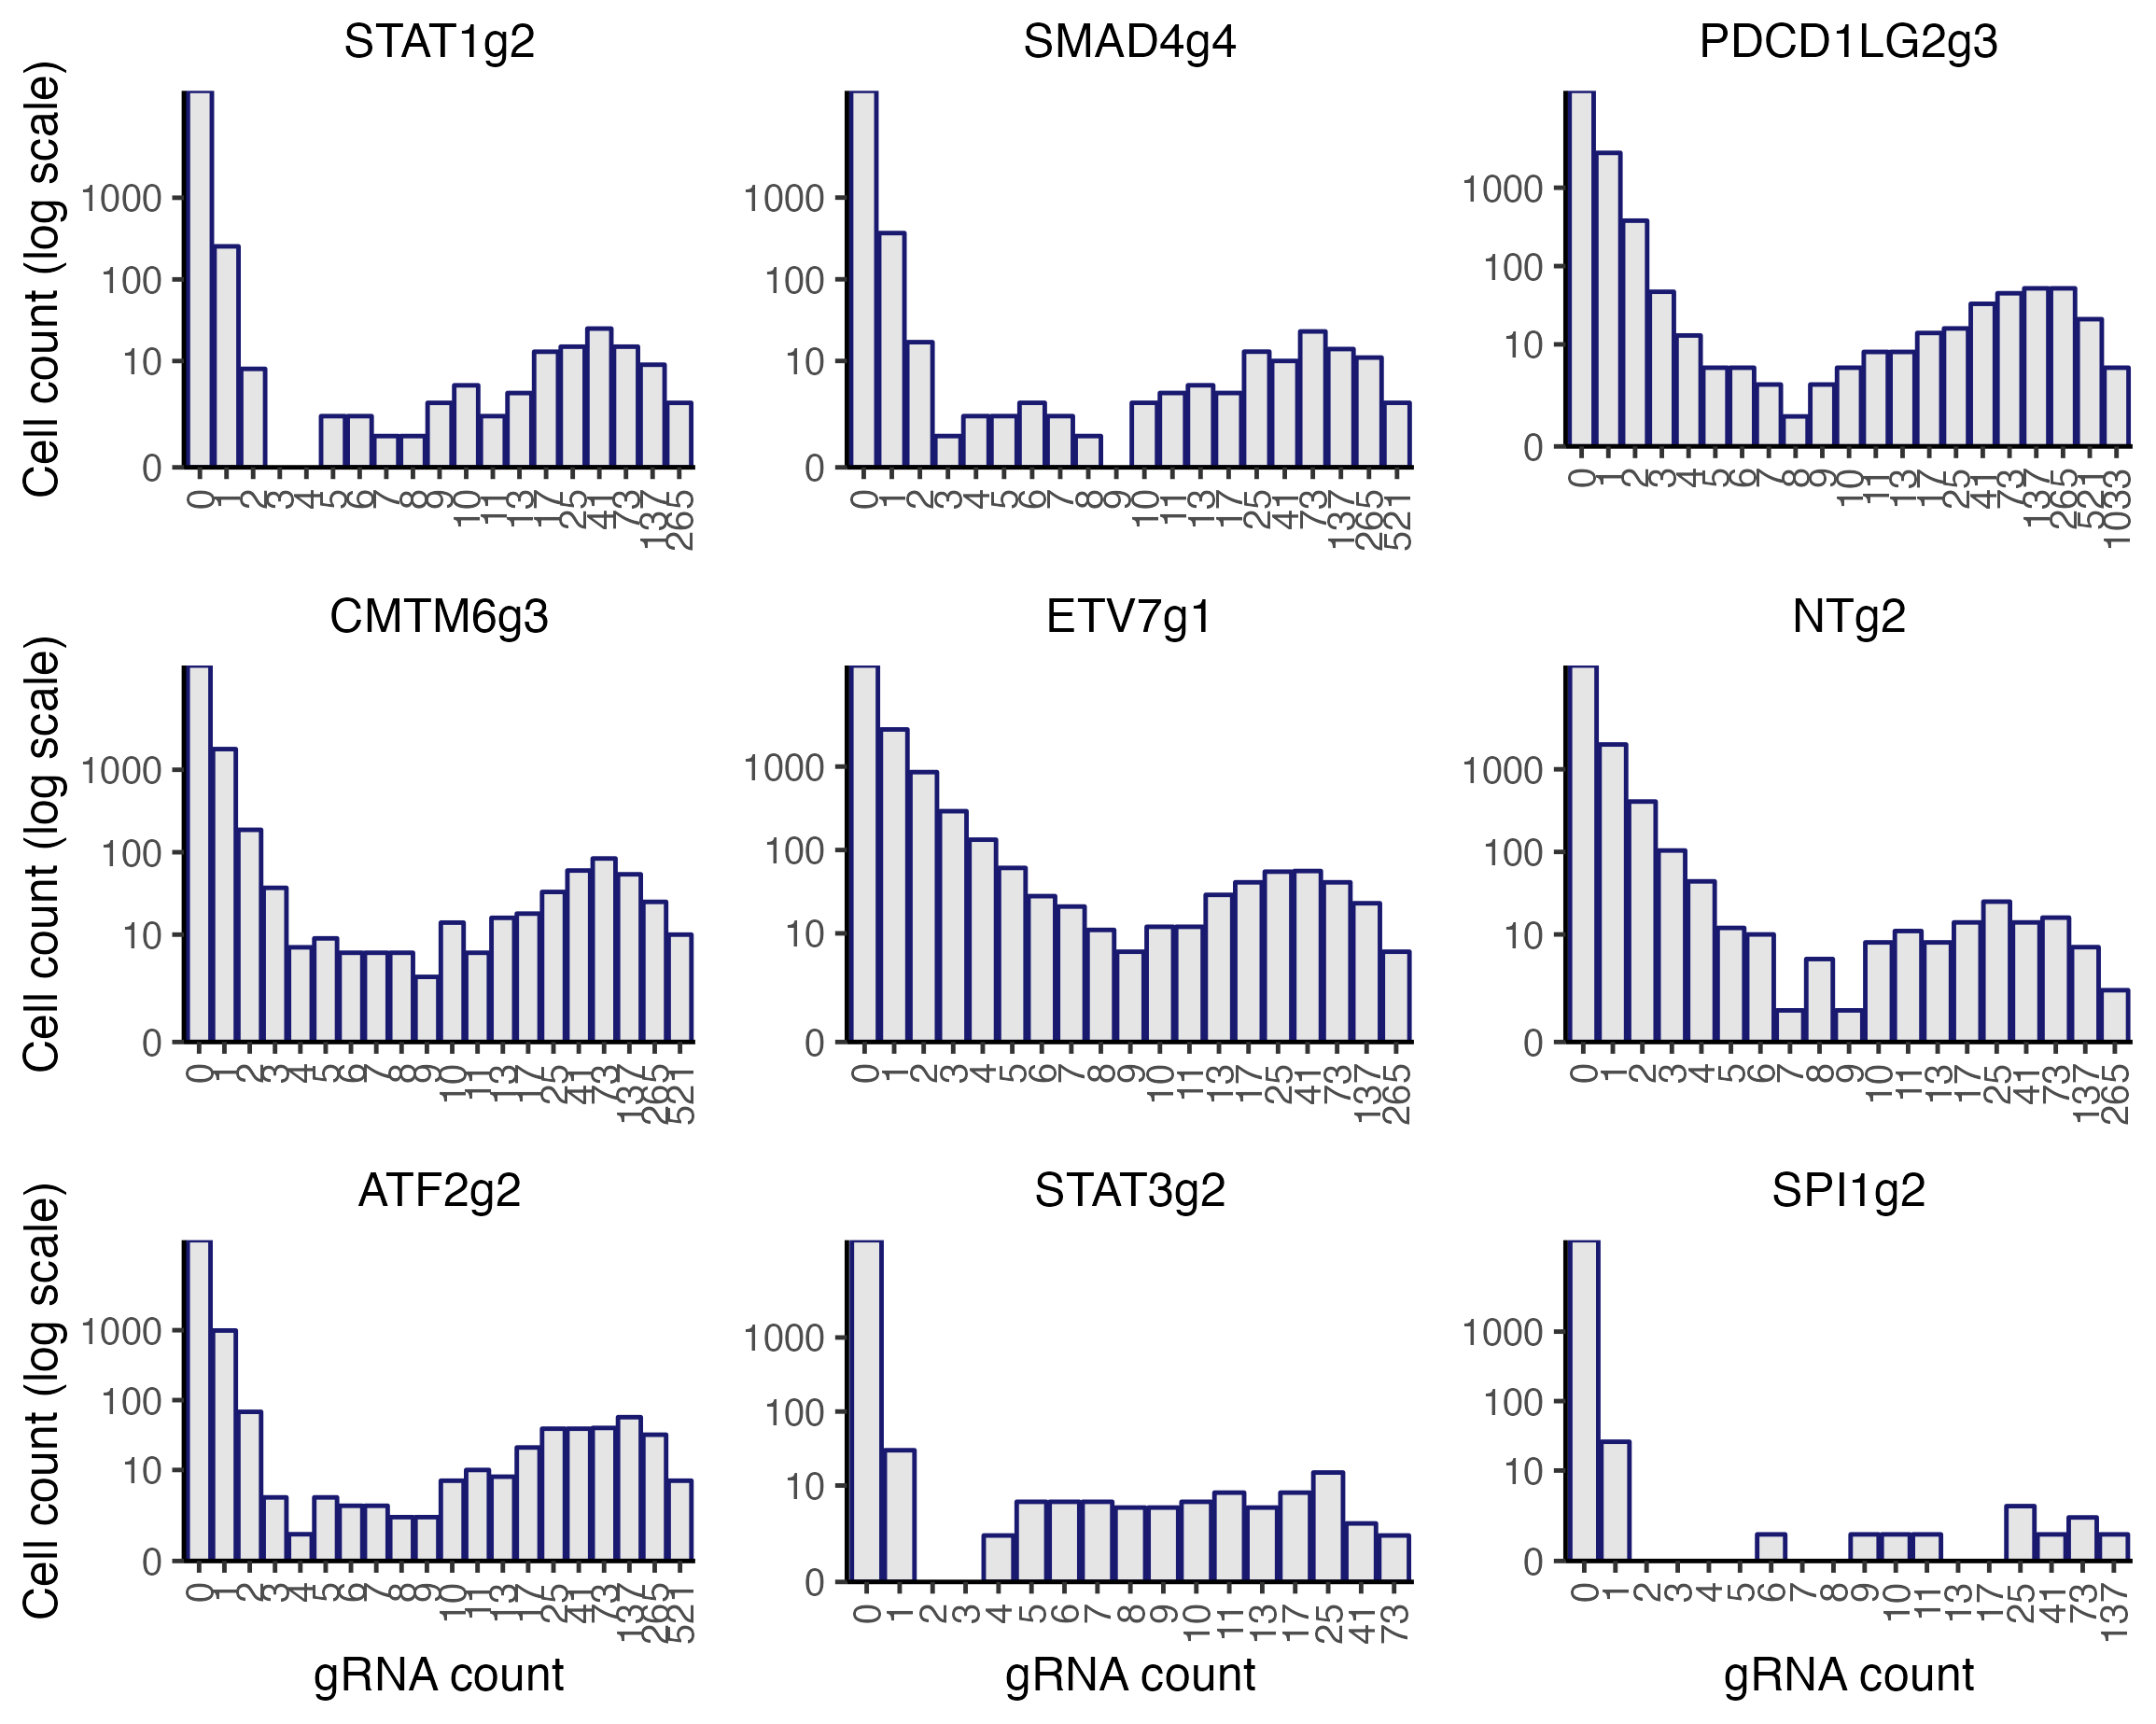 STAT1g2 SMAD4g4 PDCD1LG2g3
Cell count (log scale)
1000 1000 1000
100 100 100
10 10 10
0 0 0
0 1 2 3 4 5 6 7 8 9 10 11 13 17 25 41 73 137 265
0 1 2 3 4 5 6 7 8 9 10 11 13 17 25 41 73 137 265 521
0 1 2 3 4 5 6 7 8 9 10 11 13 17 25 41 73 137 265 521 1033
CMTM6g3 ETV7g1 NTg2
Cell count (log scale)
1000 1000 1000
100 100 100
10 10 10
0 0 0
0 1 2 3 4 5 6 7 8 9 10 11 13 17 25 41 73 137 265 521
0 1 2 3 4 5 6 7 8 9 10 11 13 17 25 41 73 137 265
0 1 2 3 4 5 6 7 8 9 10 11 13 17 25 41 73 137 265
ATF2g2 STAT3g2 SPI1g2
Cell count (log scale)
1000 1000 1000
100 100 100
10 10 10
0 0 0
0 1 2 3 4 5 6 7 8 9 10 11 13 17 25 41 73 137 265 521
0 1 2 3 4 5 6 7 8 9 10 11 13 17 25 41 73
0 1 2 3 4 5 6 7 8 9 10 11 13 17 25 41 73 137
gRNA count gRNA count gRNA count